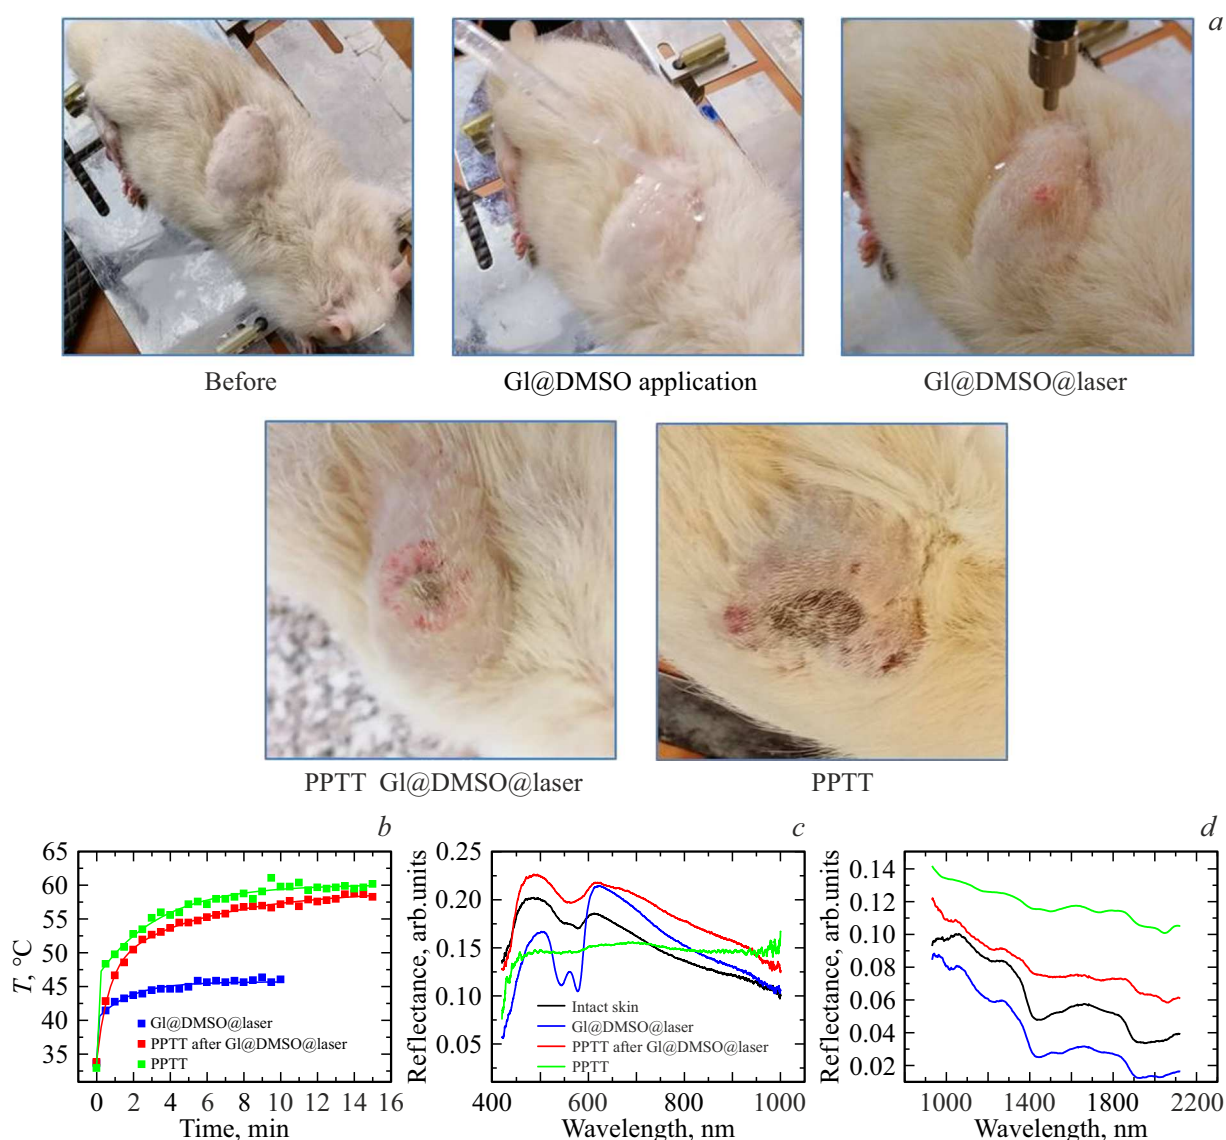 a
Before
Gl@DMSO application
Gl@DMSO@laser
PPTT Gl@DMSO@laser
PPTT
b
65
60
55
50
45
40
35
T, °C
Gl@DMSO@laser
PPTT after Gl@DMSO@laser
PPTT
0 2 4 6 8 10 12 14 16
Time, min
c
0.25
0.20
0.15
0.10
0.05
Reflectance, arb.units
Intact skin
Gl@DMSO@laser
PPTT after Gl@DMSO@laser
PPTT
400 600 800 1000
Wavelength, nm
d
0.14
0.12
0.10
0.08
0.06
0.04
0.02
Reflectance, arb.units
1000 1400 1800 2200
Wavelength, nm